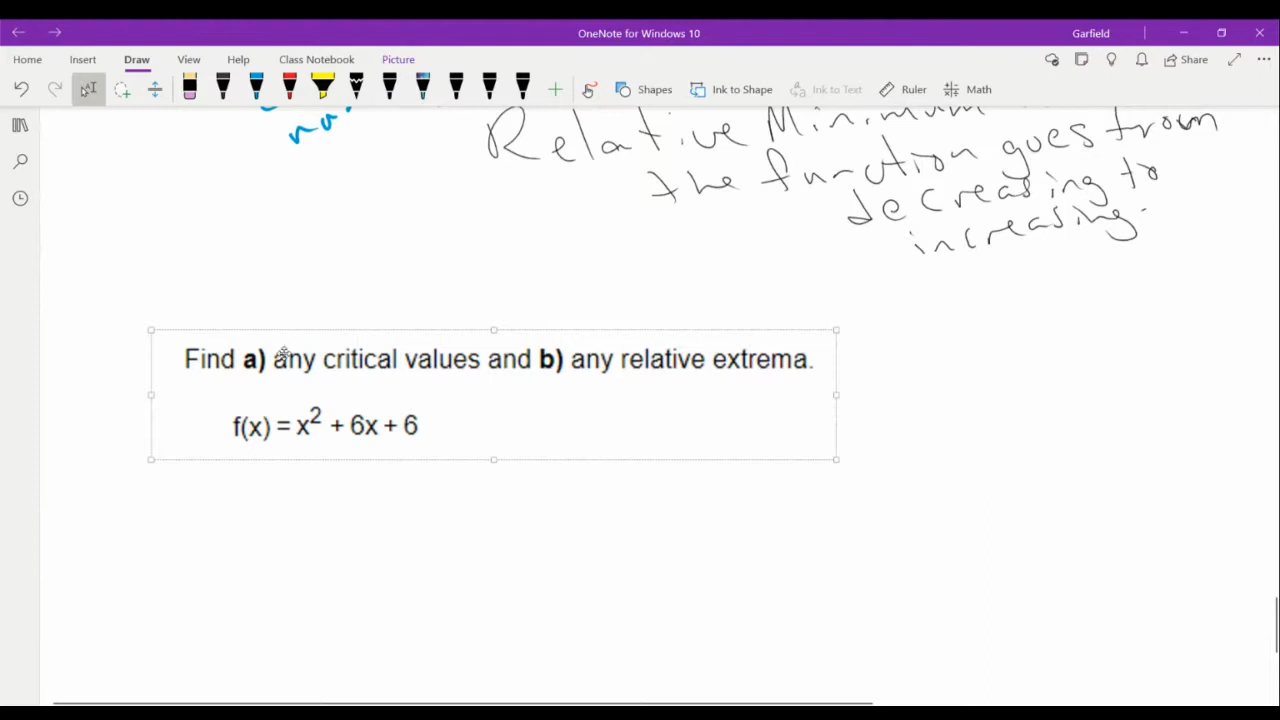 OneNote for Windows 10
Garfield
Home Insert Draw View Help Class Notebook Picture
Share
Shapes Ink to Shape Ink to Text Ruler Math
Relative Minimum
the function goes from
decreasing to
increasing.
Find a) any critical values and b) any relative extrema.
f(x) = x² + 6x + 6